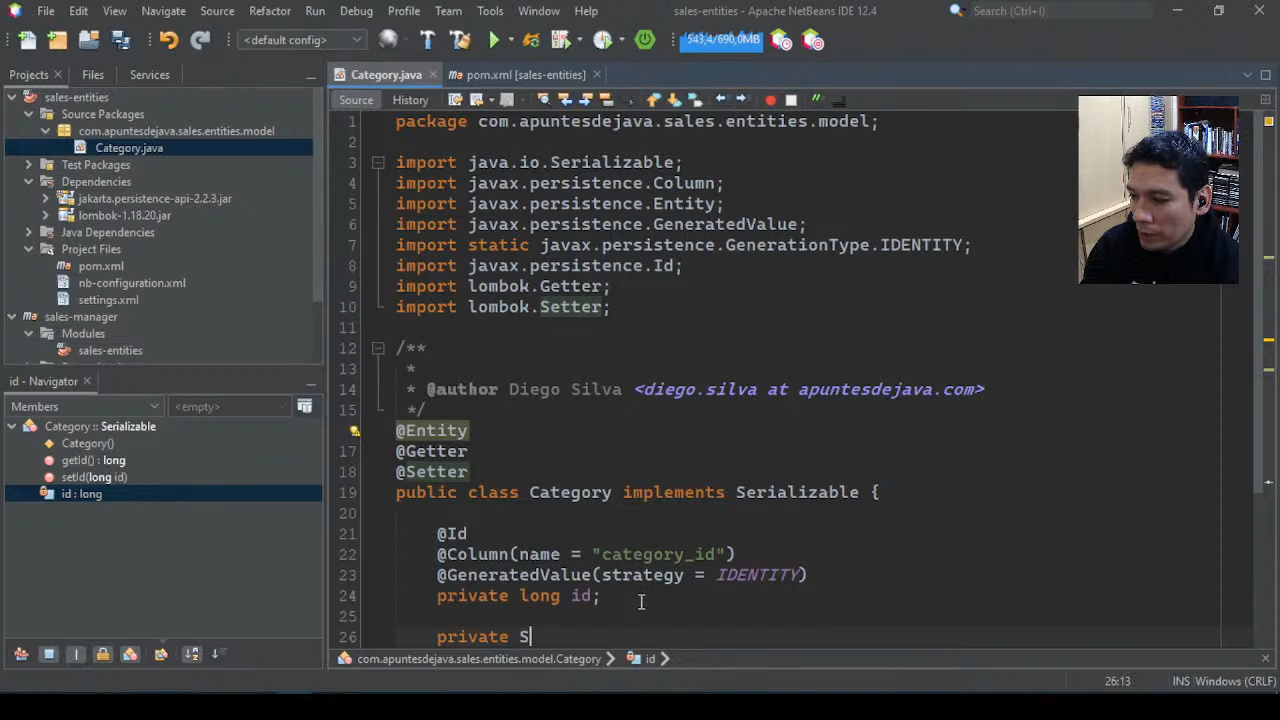 File Edit View Navigate Source Refactor Run Debug Profile Team Tools Window Help
sales-entities - Apache NetBeans IDE 12.4
Search (Ctrl+I)
<default config>
543,4/690,0MB
Projects Files Services
sales-entities
Source Packages
com.apuntesdejava.sales.entities.model
Category.java
Test Packages
Dependencies
jakarta.persistence-api-2.2.3.jar
lombok-1.18.20.jar
Java Dependencies
Project Files
pom.xml
nb-configuration.xml
settings.xml
sales-manager
Modules
sales-entities
id - Navigator
Members <empty>
Category :: Serializable
Category()
getId() : long
setId(long id)
id : long
Category.java pom.xml [sales-entities]
Source History
1 package com.apuntesdejava.sales.entities.model;
2
3 import java.io.Serializable;
4 import javax.persistence.Column;
5 import javax.persistence.Entity;
6 import javax.persistence.GeneratedValue;
7 import static javax.persistence.GenerationType.IDENTITY;
8 import javax.persistence.Id;
9 import lombok.Getter;
10 import lombok.Setter;
11
12 /**
13 *
14 * @author Diego Silva <diego.silva at apuntesdejava.com>
15 */
@Entity
17 @Getter
18 @Setter
19 public class Category implements Serializable {
20
21 @Id
22 @Column(name = "category_id")
23 @GeneratedValue(strategy = IDENTITY)
24 private long id;
25
26 private S
com.apuntesdejava.sales.entities.model.Category id
26:13 INS Windows (CRLF)